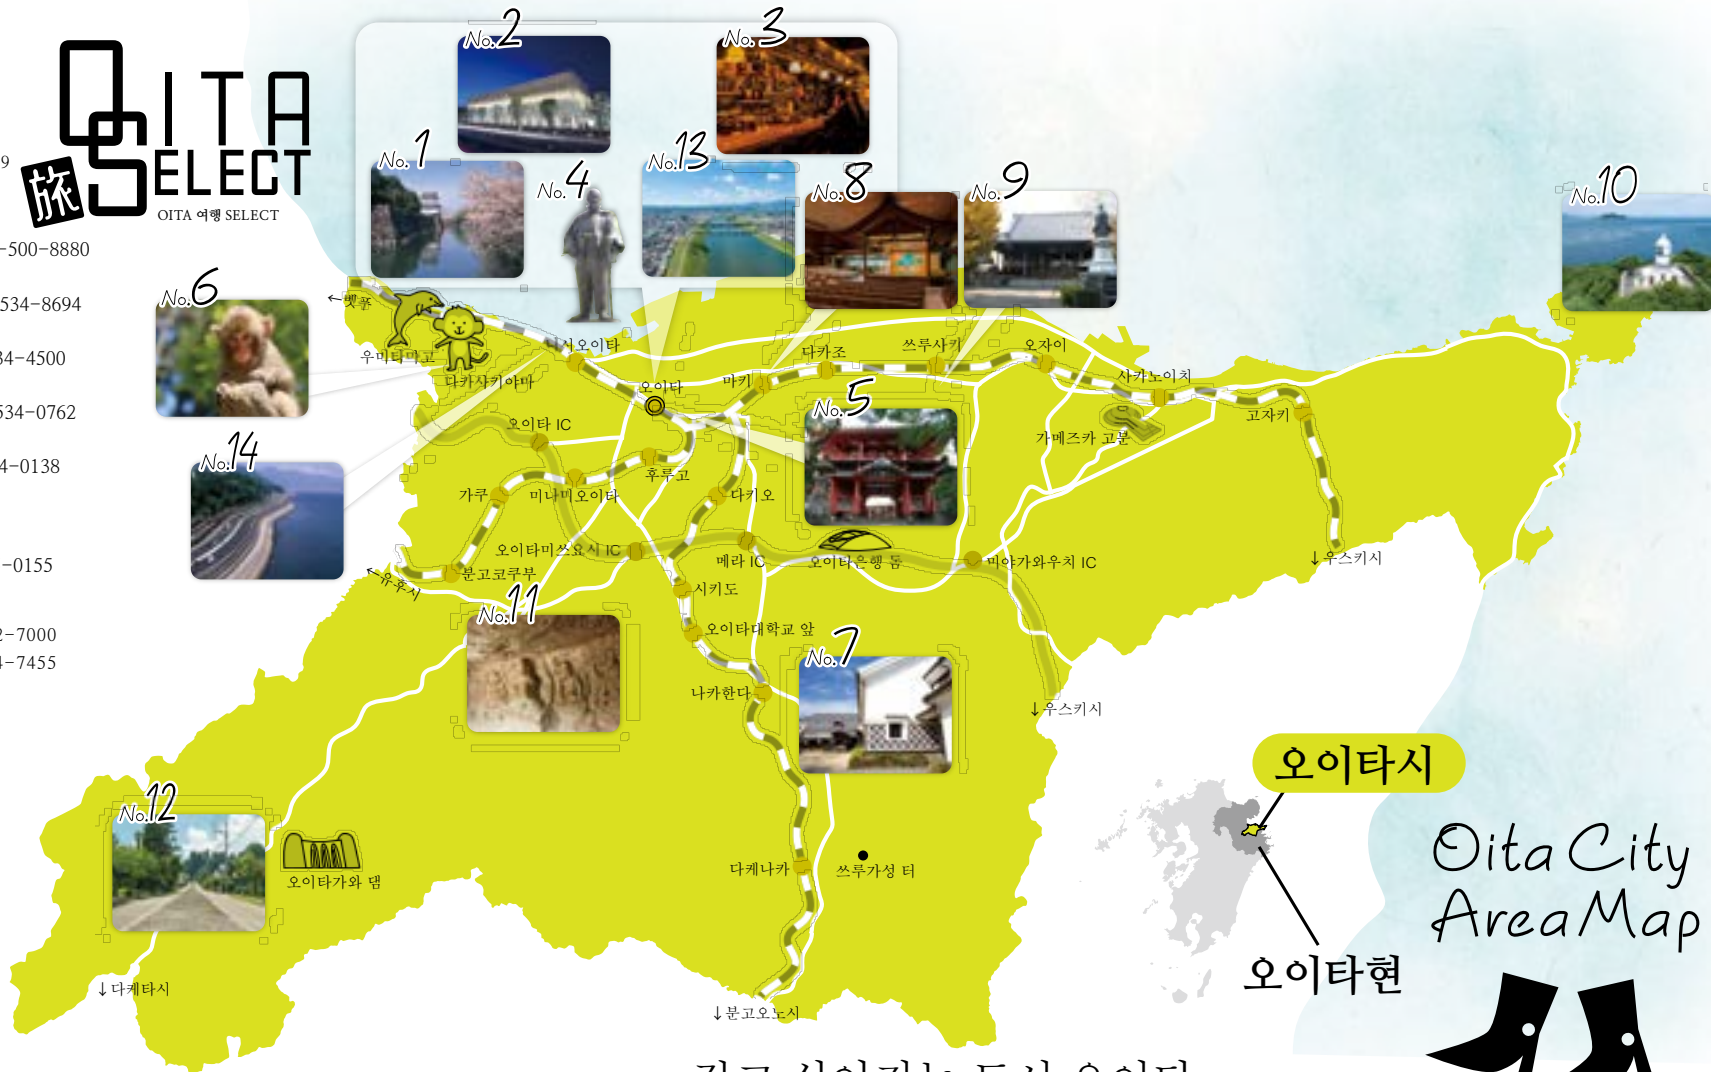 OITA
SELECT
旅
OITA 여행 SELECT
9
-500-8880
534-8694
34-4500
534-0762
4-0138
-0155
2-7000
4-7455
No.1
No.2
No.3
No.4
No.13
No.8
No.9
No.10
No.6
No.14
No.5
No.11
No.7
No.12
←벳푸
우미타마고
다카사키야마
니시오이타
오이타
마키
다카조
쓰루사키
오자이
사카노이치
고자키
가메즈카 고분
오이타 IC
후루고
가쿠
미나미오이타
다키오
오이타미쓰요시 IC
메라 IC
오이타은행 돔
미야가와우치 IC
↓우스키시
←유후시
분고코쿠부
시키도
오이타대학교 앞
나카한다
↓우스키시
다케나카
쓰루가성 터
오이타가와 댐
↓다케타시
↓분고오노시
오이타시
오이타현
Oita City
Area Map